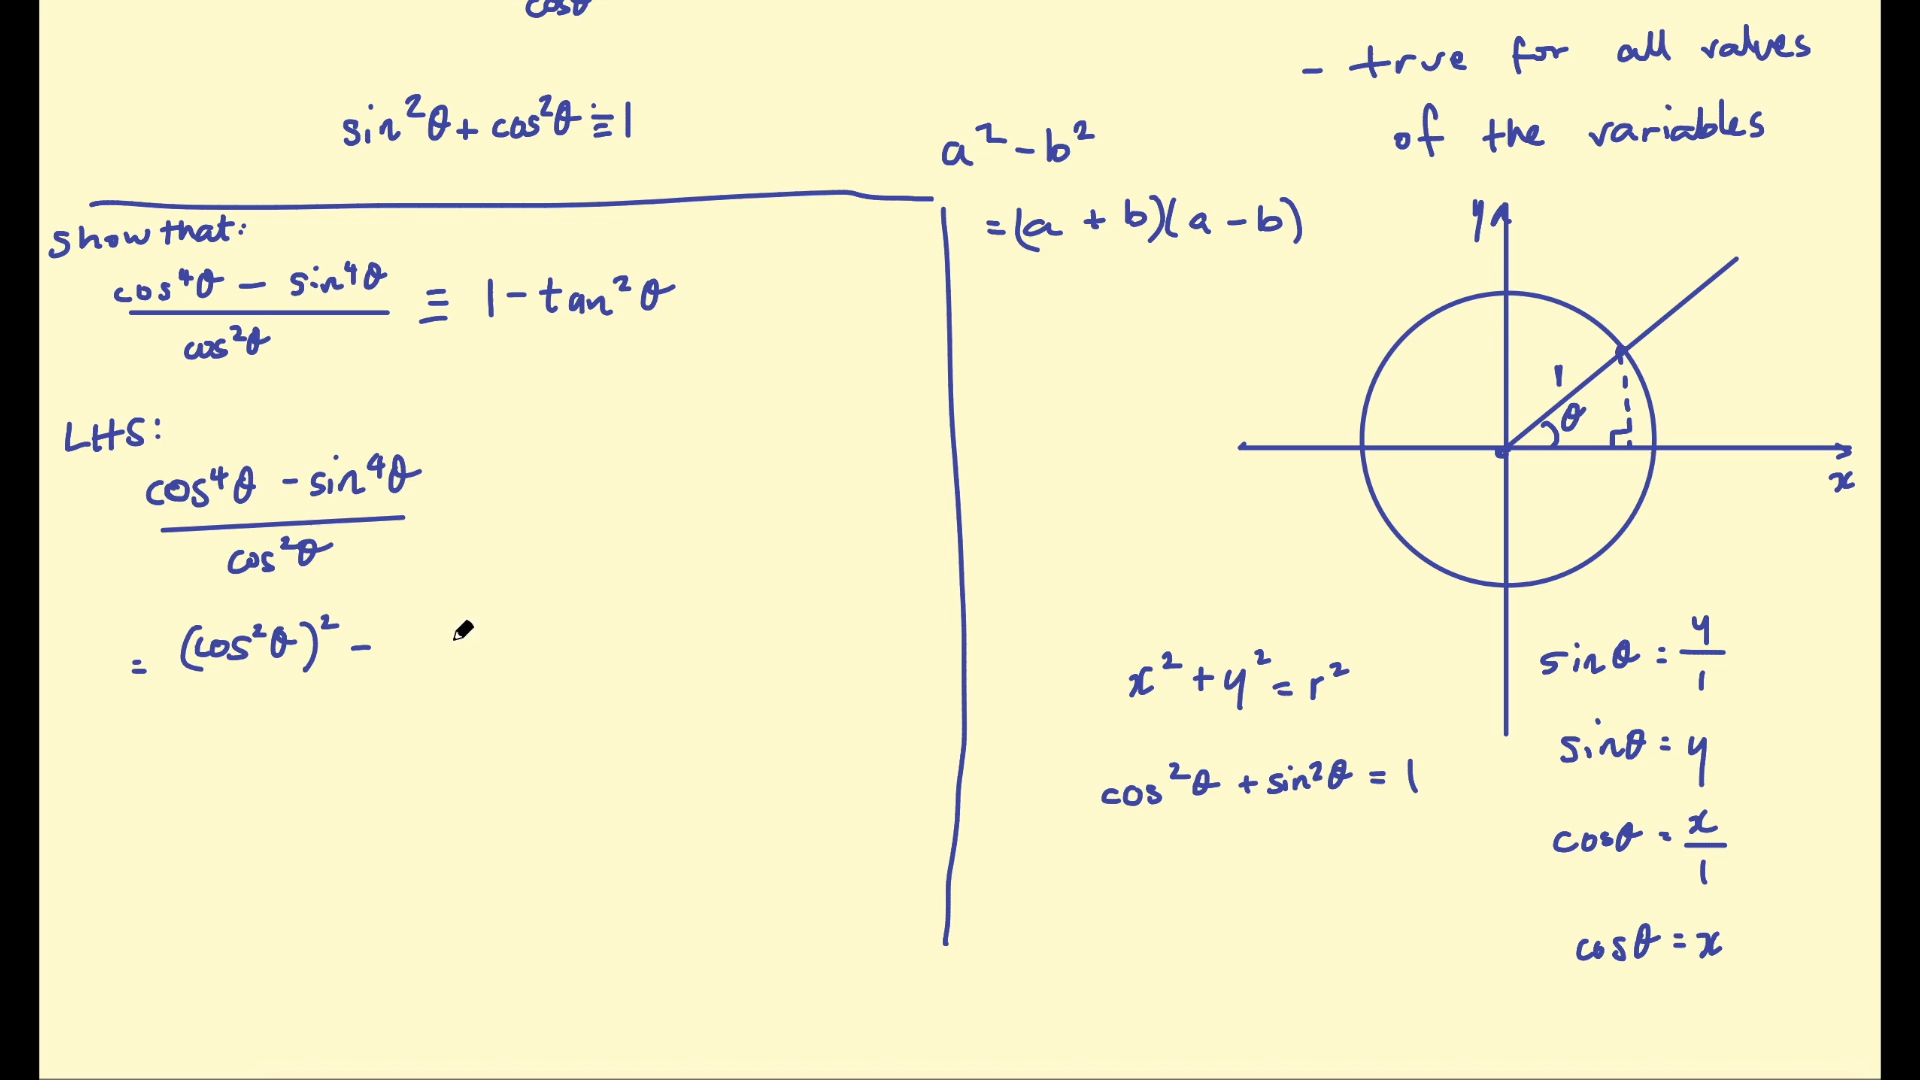 cosθ
sin²θ + cos²θ ≡ 1
show that:
cos⁴θ − sin⁴θ
cos²θ
≡ 1 − tan²θ
LHS:
cos⁴θ − sin⁴θ
cos²θ
= (cos²θ)² −
a² − b²
= (a + b)(a − b)
- true for all values
of the variables
y
1
θ
x
x² + y² = r²
cos²θ + sin²θ = 1
sinθ = y/1
sinθ = y
cosθ = x/1
cosθ = x